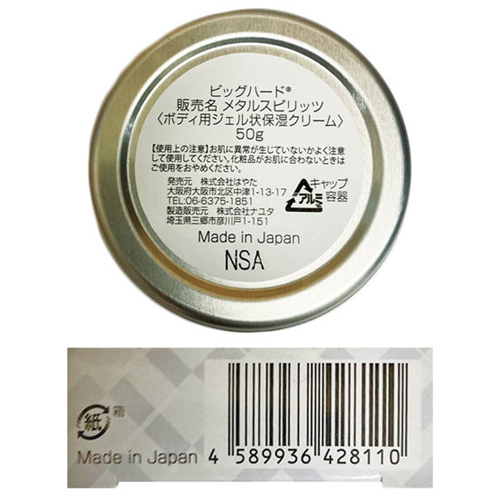 ビッグハード®
販売名 メタルスピリッツ
〈ボディ用ジェル状保湿クリーム〉
50g
【使用上の注意】お肌に異常が生じていないかよく注意
して使用してください。化粧品がお肌に合わないときは
ご使用をおやめください。
発売元 株式会社はやた
大阪府大阪市北区中津1-13-17
TEL:06-6375-1851
製造販売元 株式会社ナユタ
埼玉県三郷市彦川戸1-151
アルミ
キャップ
容器
Made in Japan
NSA
紙
箱
Made in Japan
4 589936 428110